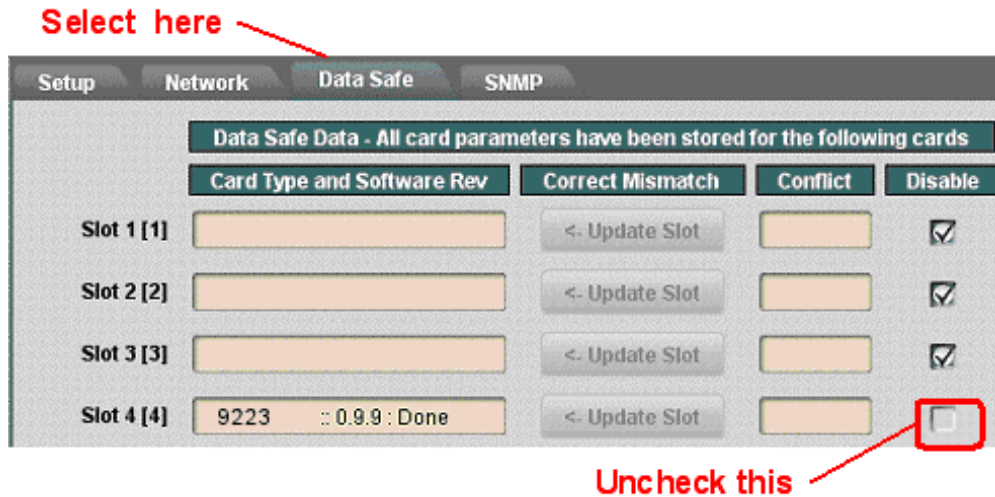 Select here
Setup Network Data Safe SNMP
Data Safe Data - All card parameters have been stored for the following cards
Card Type and Software Rev Correct Mismatch Conflict Disable
Slot 1 [1] <- Update Slot
Slot 2 [2] <- Update Slot
Slot 3 [3] <- Update Slot
Slot 4 [4] 9223 :: 0.9.9 : Done <- Update Slot
Uncheck this